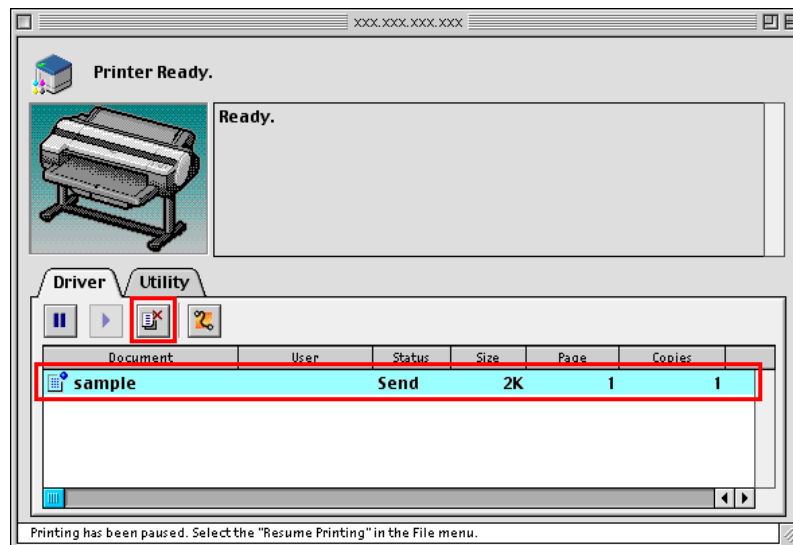 xxx.xxx.xxx.xxx
Printer Ready.
Ready.
Driver Utility
Document User Status Size Page Copies
sample Send 2K 1 1
Printing has been paused. Select the "Resume Printing" in the File menu.